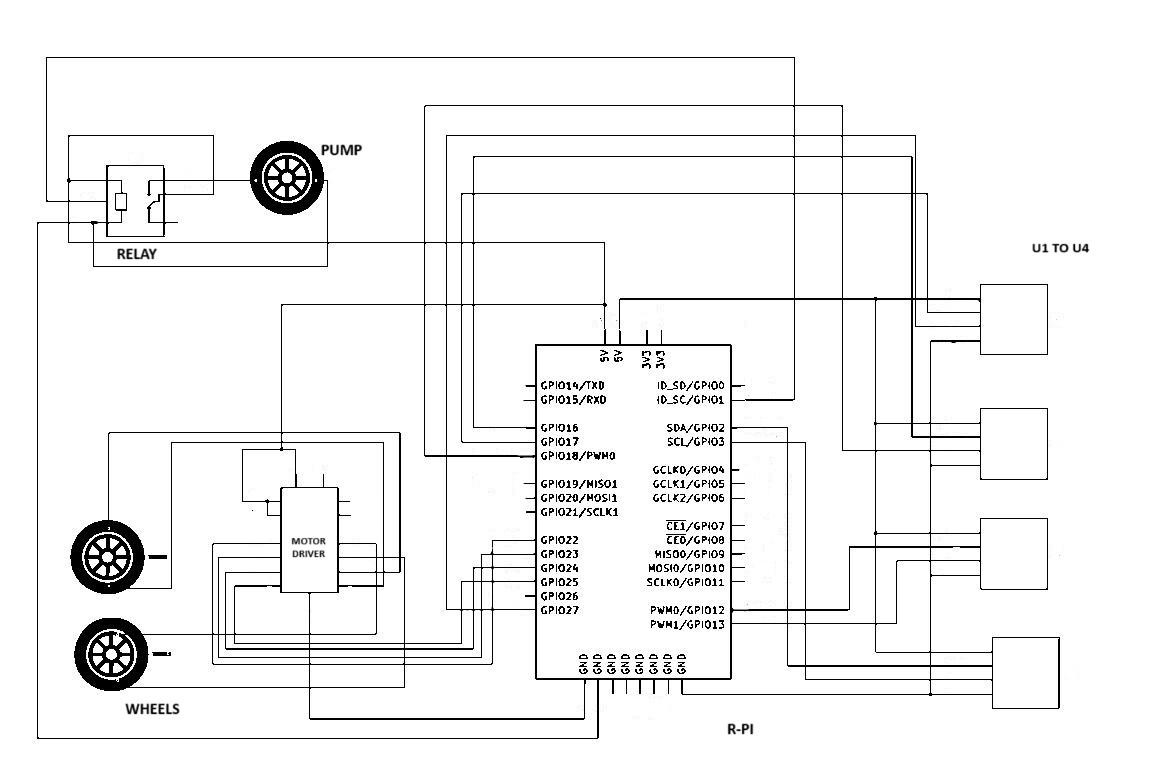 PUMP
RELAY
U1 TO U4
5V
5V
3V3
3V3
GPIO14/TXD
ID_SD/GPIO0
GPIO15/RXD
ID_SC/GPIO1
GPIO16
SDA/GPIO2
GPIO17
SCL/GPIO3
GPIO18/PWM0
GCLK0/GPIO4
GPIO19/MISO1
GCLK1/GPIO5
GPIO20/MOSI1
GCLK2/GPIO6
GPIO21/SCLK1
CE1/GPIO7
MOTOR
DRIVER
GPIO22
CE0/GPIO8
GPIO23
MISO0/GPIO9
GPIO24
MOSI0/GPIO10
GPIO25
SCLK0/GPIO11
GPIO26
GPIO27
PWM0/GPIO12
PWM1/GPIO13
GND
GND
GND
GND
GND
GND
GND
GND
WHEELS
R-PI